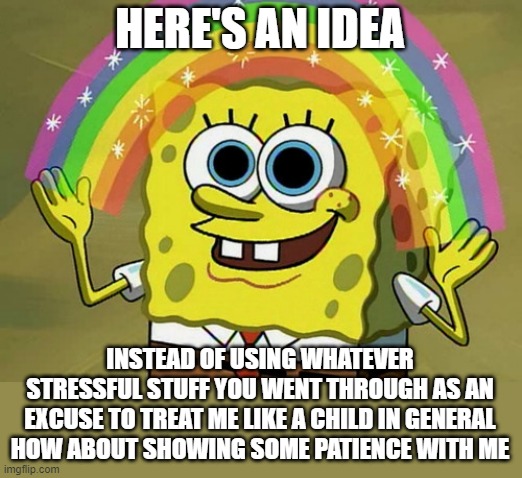 HERE'S AN IDEA
INSTEAD OF USING WHATEVER
STRESSFUL STUFF YOU WENT THROUGH AS AN
EXCUSE TO TREAT ME LIKE A CHILD IN GENERAL
HOW ABOUT SHOWING SOME PATIENCE WITH ME
imgflip.com